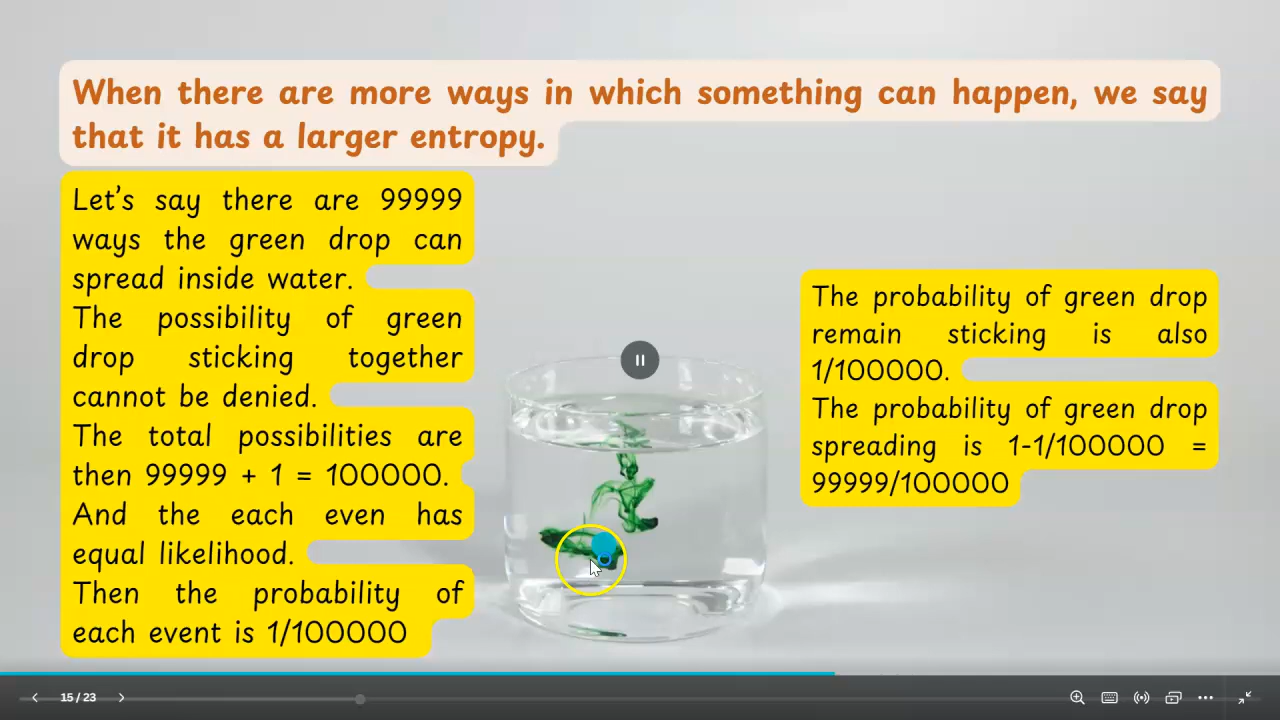 When there are more ways in which something can happen, we say
that it has a larger entropy.
Let's say there are 99999
ways the green drop can
spread inside water.
The possibility of green
drop sticking together
cannot be denied.
The total possibilities are
then 99999 + 1 = 100000.
And the each even has
equal likelihood.
Then the probability of
each event is 1/100000
The probability of green drop
remain sticking is also
1/100000.
The probability of green drop
spreading is 1-1/100000 =
99999/100000
15 / 23